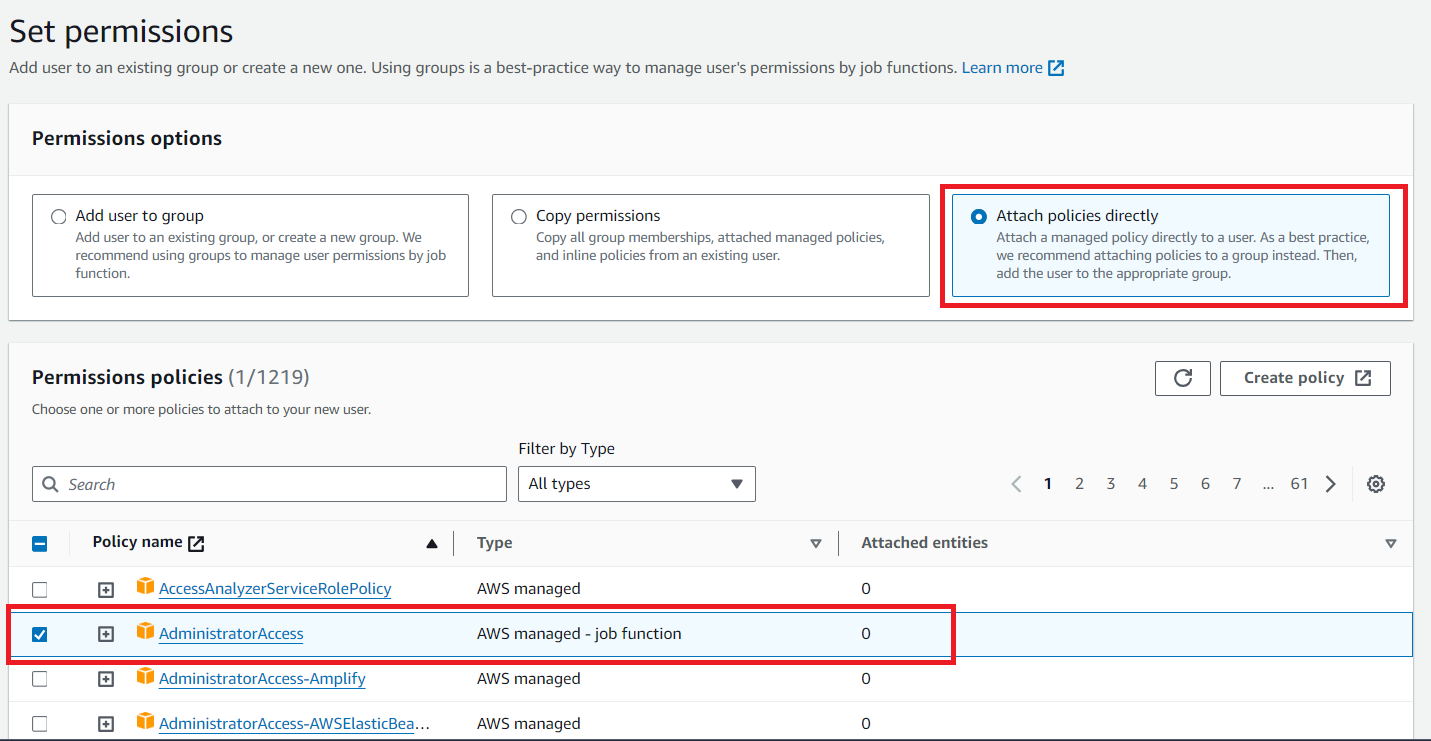 Set permissions
Add user to an existing group or create a new one. Using groups is a best-practice way to manage user's permissions by job functions. Learn more
Permissions options
Add user to group
Add user to an existing group, or create a new group. We
recommend using groups to manage user permissions by job
function.
Copy permissions
Copy all group memberships, attached managed policies,
and inline policies from an existing user.
Attach policies directly
Attach a managed policy directly to a user. As a best practice,
we recommend attaching policies to a group instead. Then,
add the user to the appropriate group.
Permissions policies (1/1219)
Create policy
Choose one or more policies to attach to your new user.
Filter by Type
Search
All types
1 2 3 4 5 6 7 ... 61
Policy name Type Attached entities
AccessAnalyzerServiceRolePolicy AWS managed 0
AdministratorAccess AWS managed - job function 0
AdministratorAccess-Amplify AWS managed 0
AdministratorAccess-AWSElasticBea... AWS managed 0